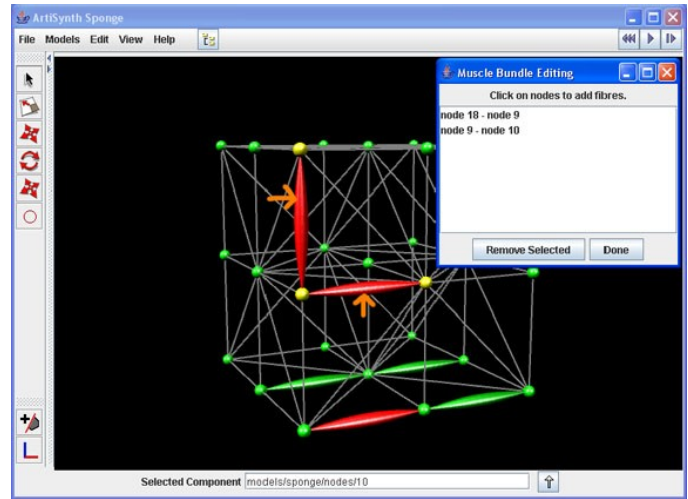 ArtiSynth Sponge
File Models Edit View Help
Muscle Bundle Editing
Click on nodes to add fibres.
node 18 - node 9
node 9 - node 10
Remove Selected Done
Selected Component models/sponge/nodes/10